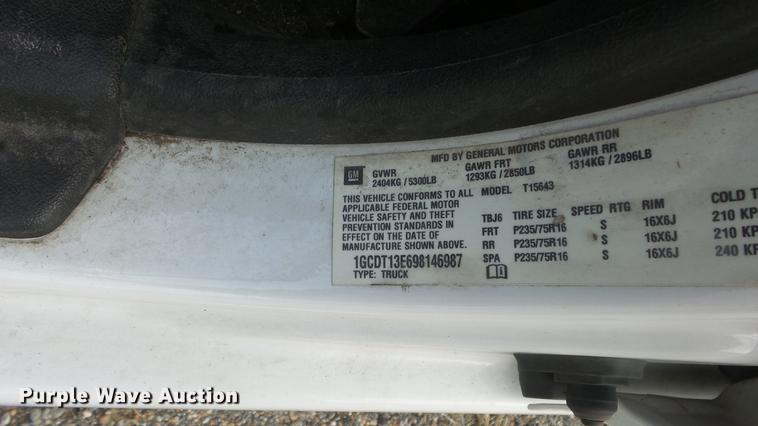 MFD BY GENERAL MOTORS CORPORATION
GM GVWR GAWR FRT GAWR RR
2404KG / 5300LB 1293KG / 2850LB 1314KG / 2896LB
THIS VEHICLE CONFORMS TO ALL MODEL T15643
APPLICABLE FEDERAL MOTOR
VEHICLE SAFETY AND THEFT
PREVENTION STANDARDS IN
EFFECT ON THE DATE OF
MANUFACTURE SHOWN ABOVE.
1GCDT13E698146987
TYPE: TRUCK
TBJ6 TIRE SIZE SPEED RTG RIM COLD T
FRT P235/75R16 S 16X6J 210 KP
RR P235/75R16 S 16X6J 210 KP
SPA P235/75R16 S 16X6J 240 KP
Purple Wave Auction